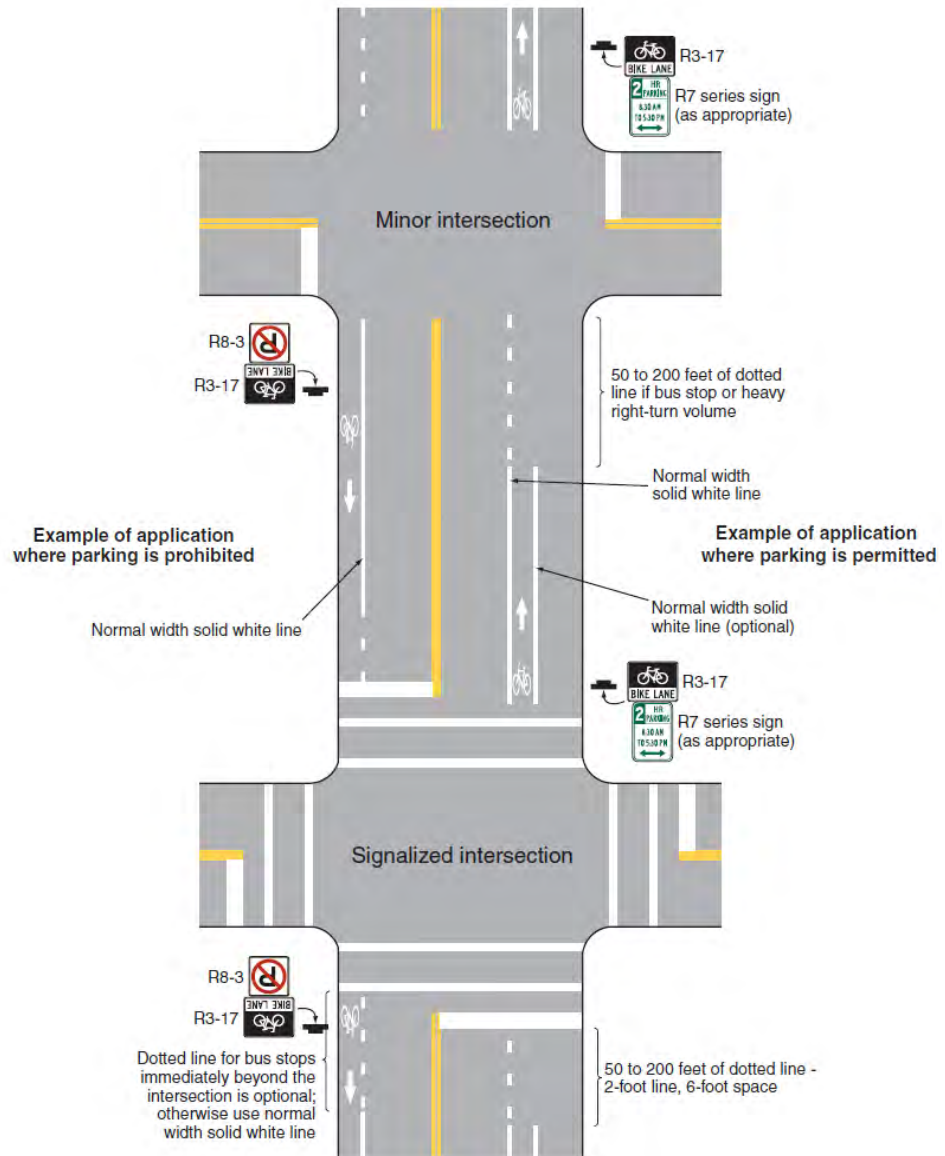 BIKE LANE
R3-17
2 HR
PARKING
8:30 AM
TO 5:30 PM
R7 series sign
(as appropriate)
Minor intersection
R8-3
P
BIKE LANE
R3-17
50 to 200 feet of dotted
line if bus stop or heavy
right-turn volume
Normal width
solid white line
Example of application
where parking is prohibited
Example of application
where parking is permitted
Normal width solid white line
Normal width solid
white line (optional)
BIKE LANE
R3-17
2 HR
PARKING
8:30 AM
TO 5:30 PM
R7 series sign
(as appropriate)
Signalized intersection
R8-3
P
BIKE LANE
R3-17
Dotted line for bus stops
immediately beyond the
intersection is optional;
otherwise use normal
width solid white line
50 to 200 feet of dotted line -
2-foot line, 6-foot space